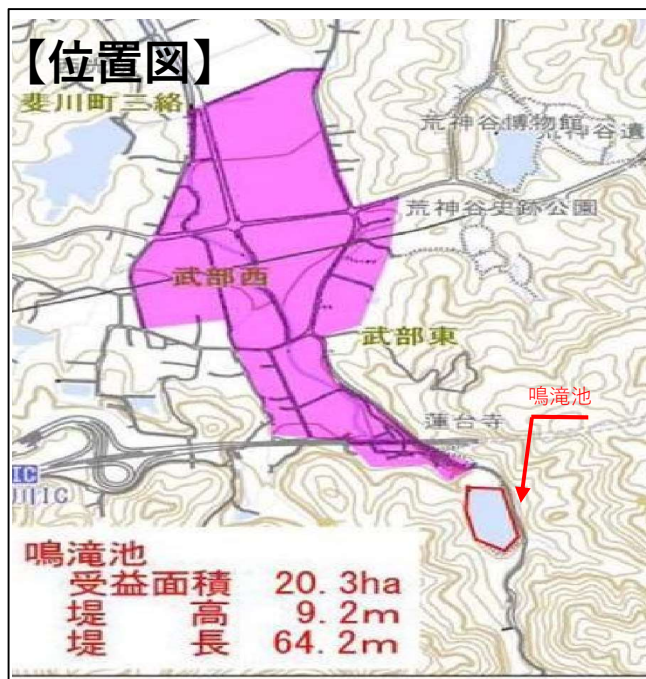 【位置図】
斐川町三絡
荒神谷博物館
荒神谷遺
荒神谷史跡公園
武部西
武部東
鳴滝池
蓮台寺
IC
川IC
鳴滝池
受益面積 20.3ha
堤高 9.2m
堤長 64.2m